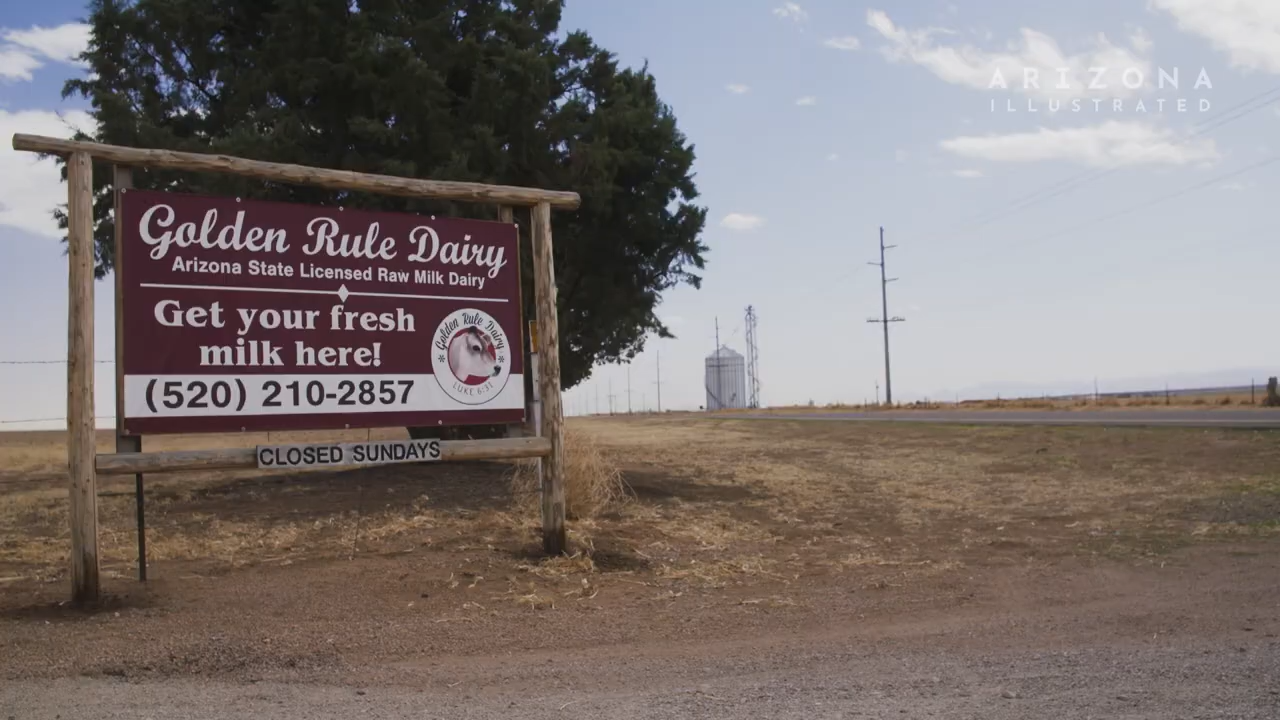 ARIZONA
ILLUSTRATED
Golden Rule Dairy
Arizona State Licensed Raw Milk Dairy
Get your fresh
milk here!
Golden Rule Dairy
LUKE 6:31
(520) 210-2857
CLOSED SUNDAYS